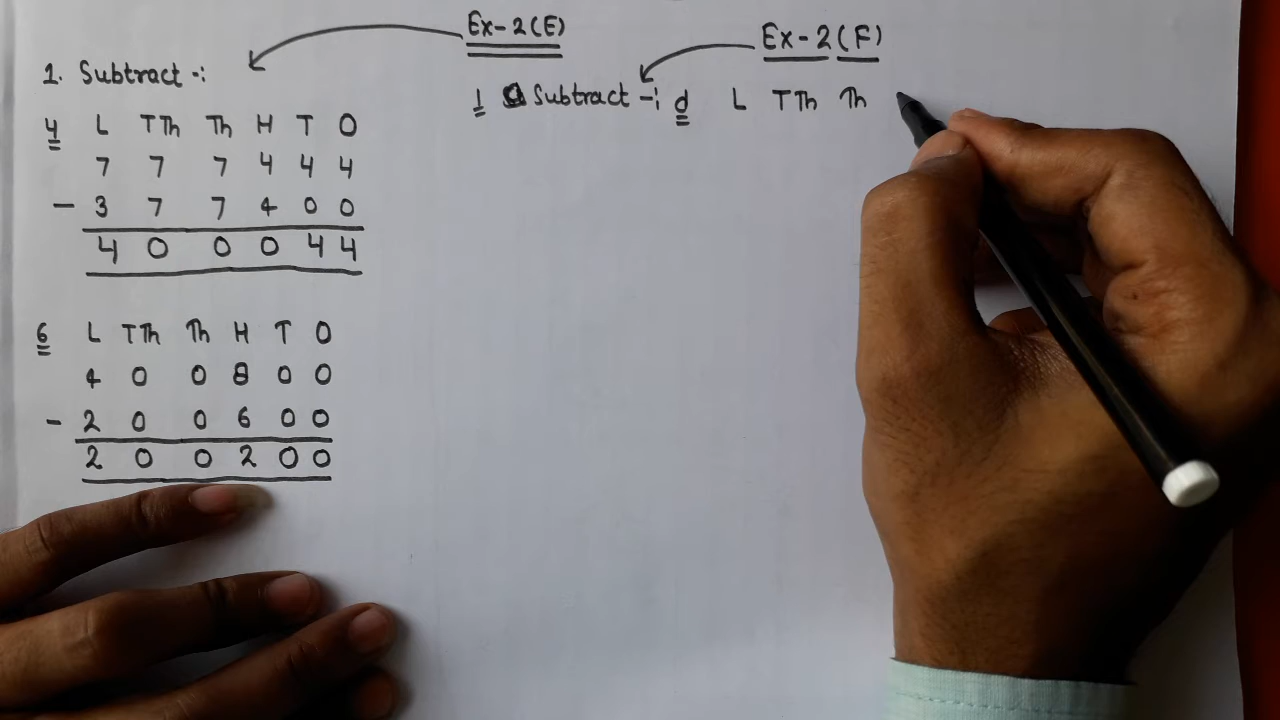 Ex-2(E)
1. Subtract -:
4 L TTh Th H T O
7 7 7 4 4 4
- 3 7 7 4 0 0
4 0 0 0 4 4
6 L TTh Th H T O
4 0 0 8 0 0
- 2 0 0 6 0 0
2 0 0 2 0 0
Ex-2(F)
1 Subtract -: d L TTh Th